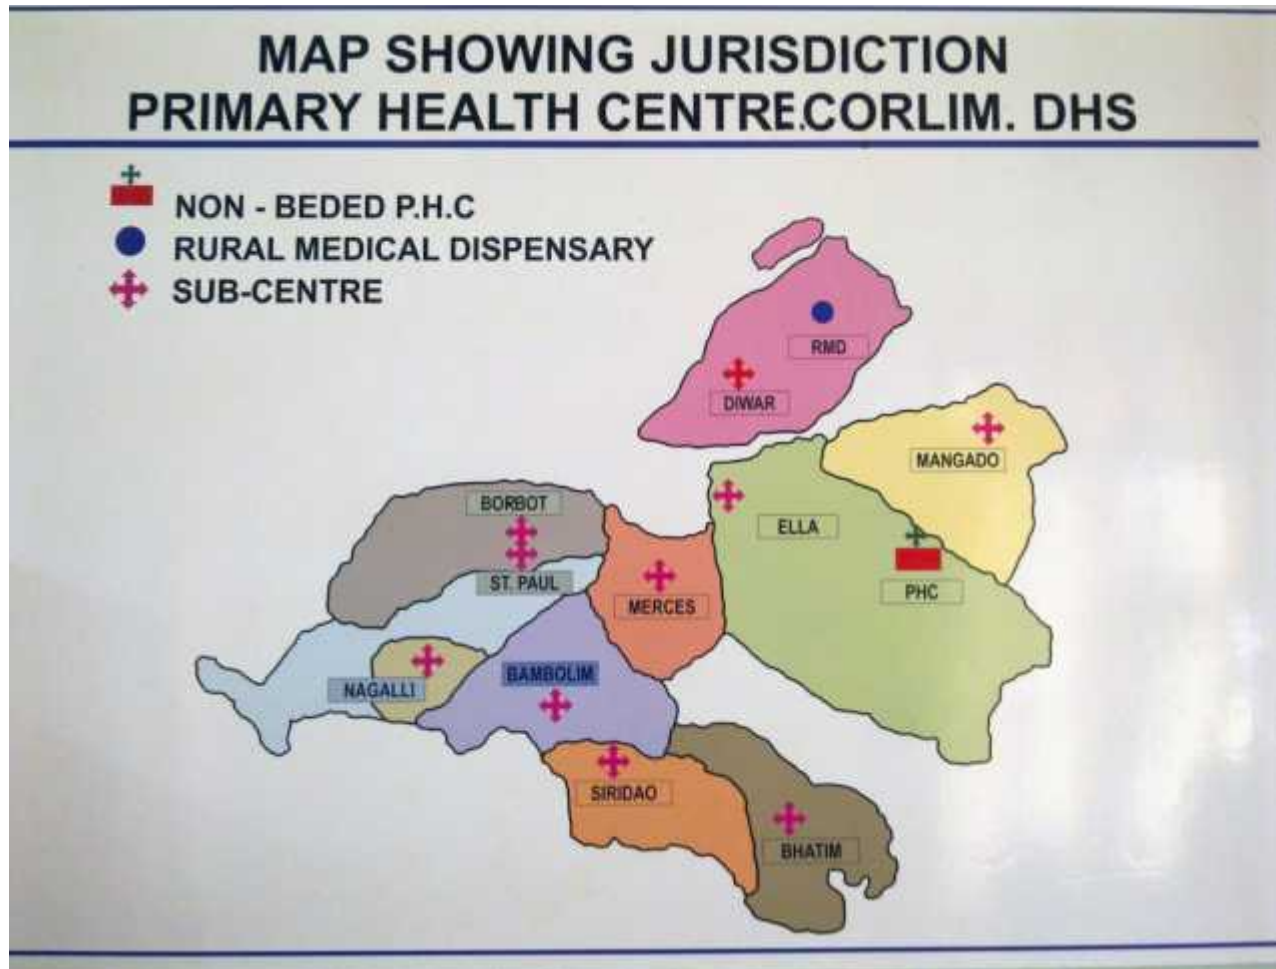 MAP SHOWING JURISDICTION
PRIMARY HEALTH CENTRE.CORLIM. DHS
NON - BEDED P.H.C
RURAL MEDICAL DISPENSARY
SUB-CENTRE
RMD
DIWAR
MANGADO
BORBOT
ELLA
ST. PAUL
PHC
MERCES
BAMBOLIM
NAGALLI
SIRIDAO
BHATIM